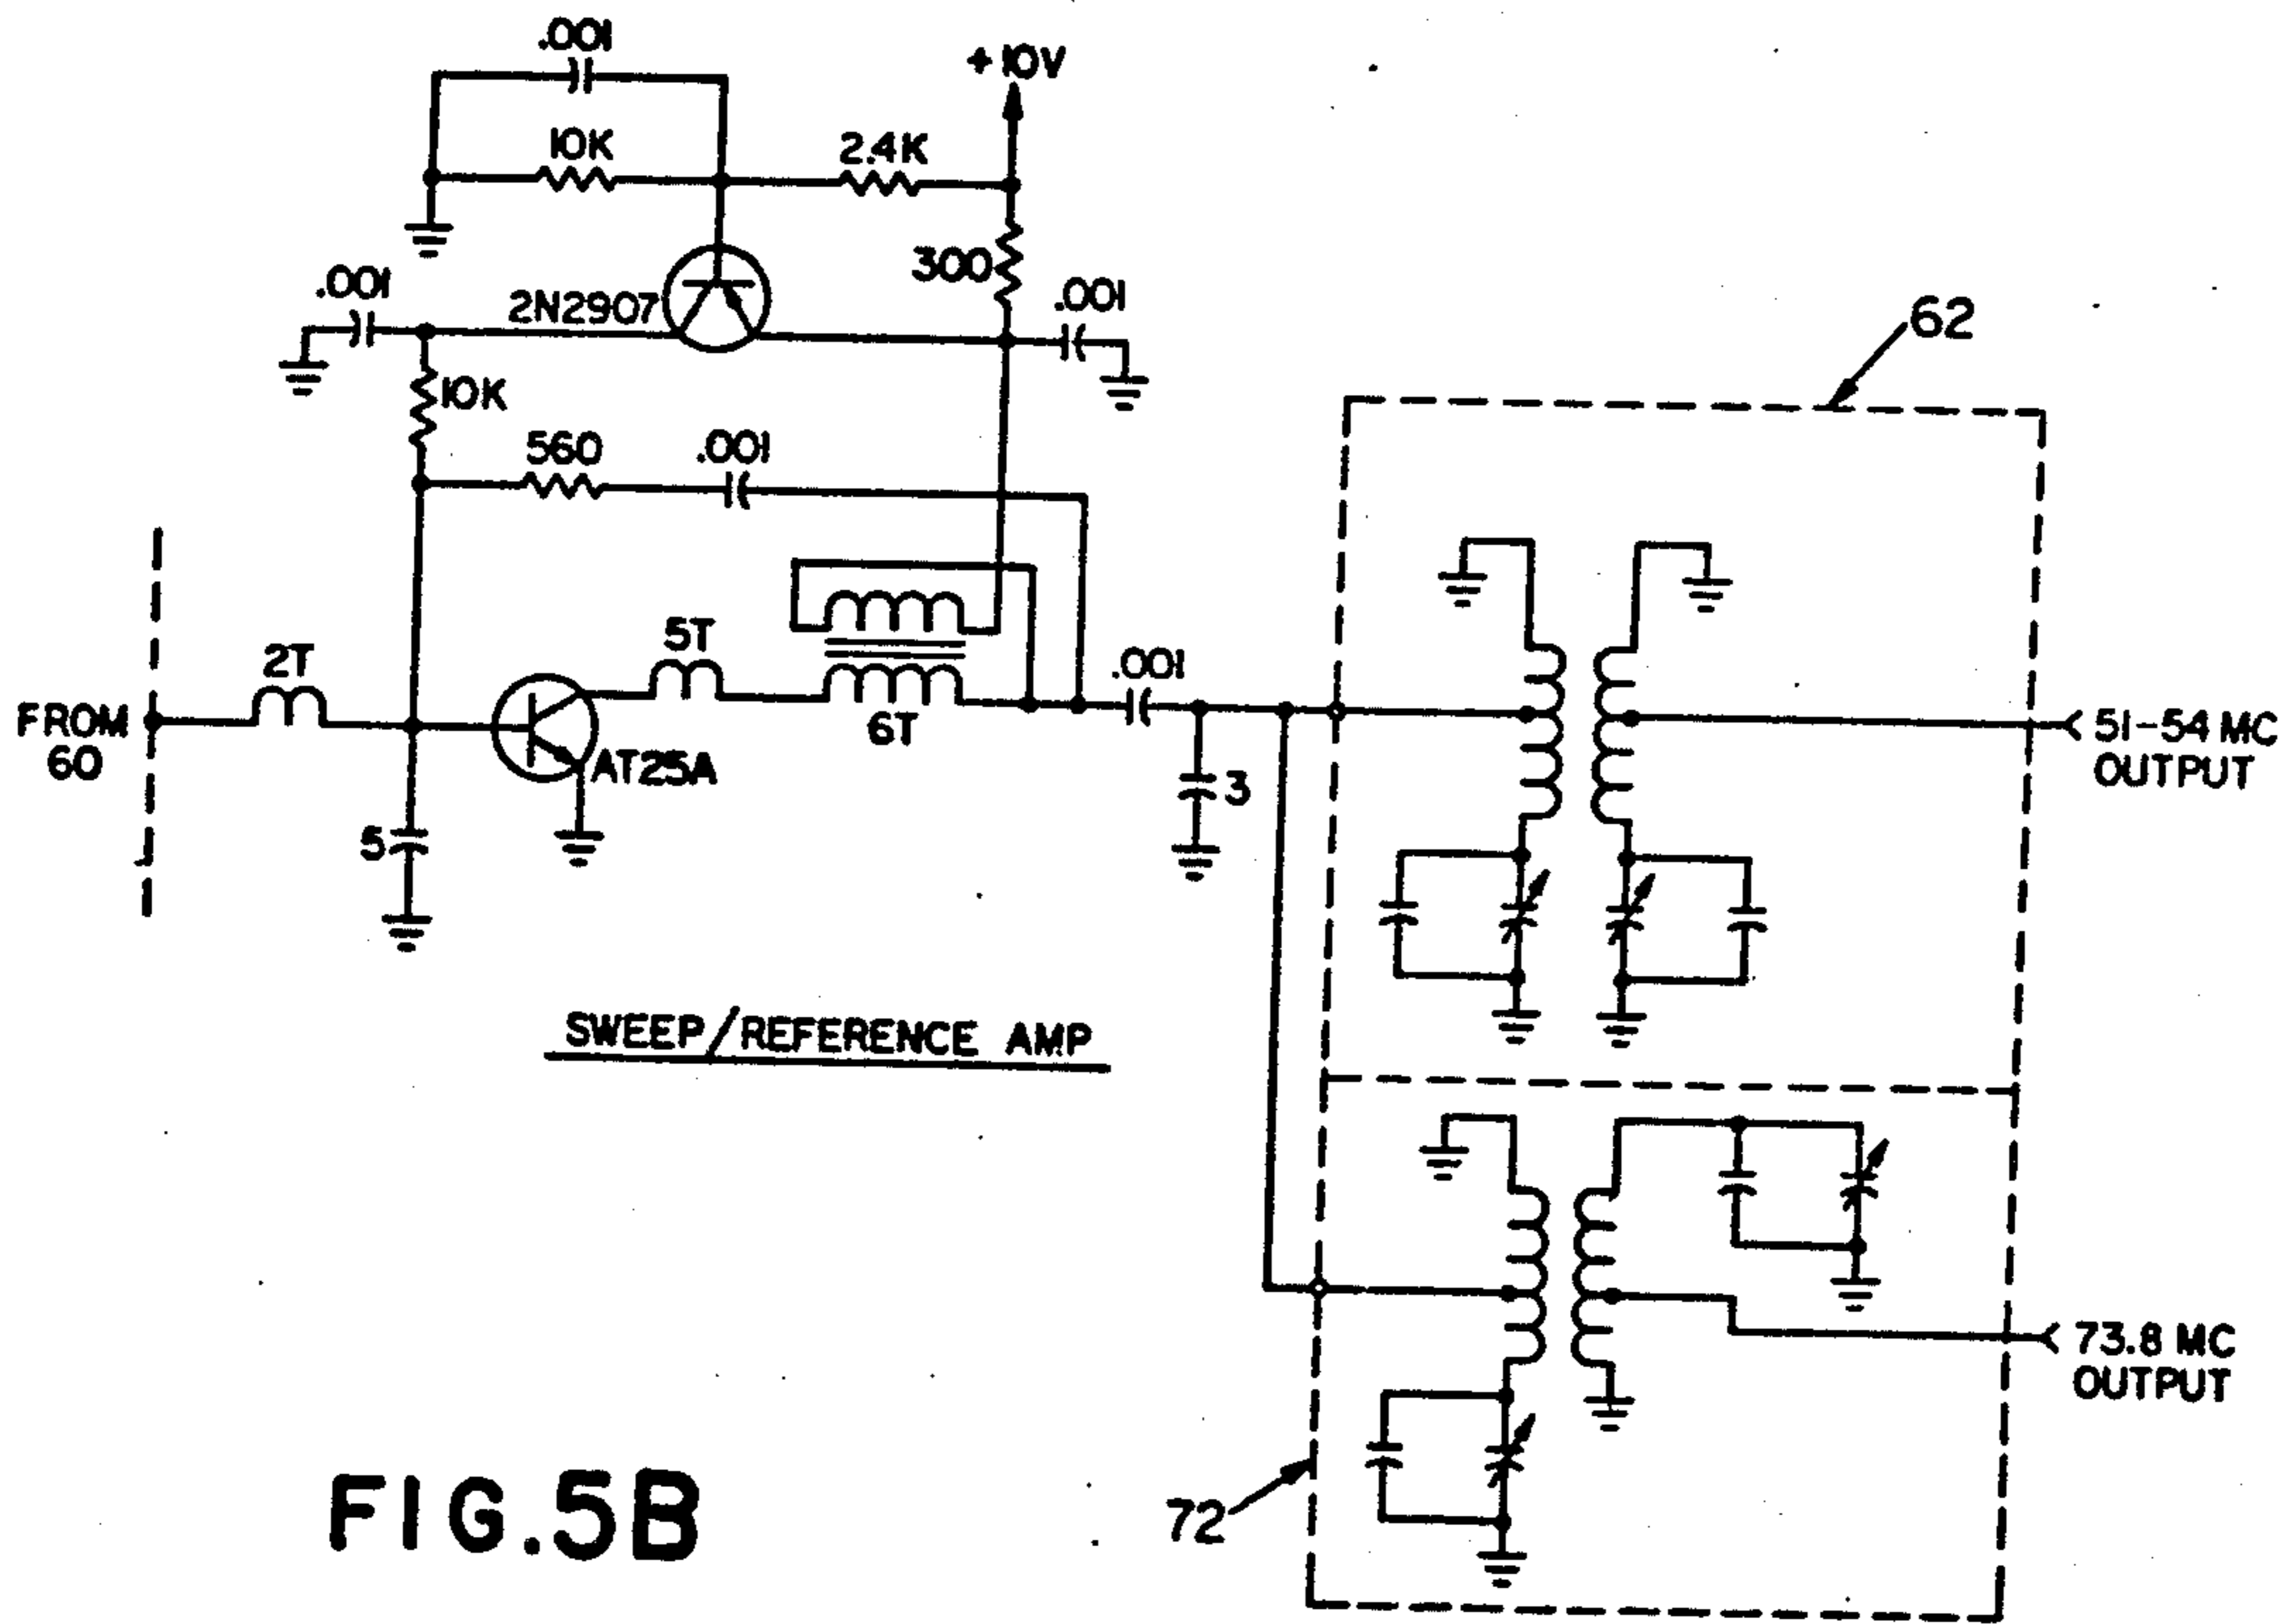 .001
+10V
10K
2.4K
300
.001
2N2907
.001
62
10K
560
.001
5T
2T
.001
6T
FROM
60
AT25A
51-54 MC
OUTPUT
3
5
SWEEP/REFERENCE AMP
73.8 MC
OUTPUT
72
FIG.5B